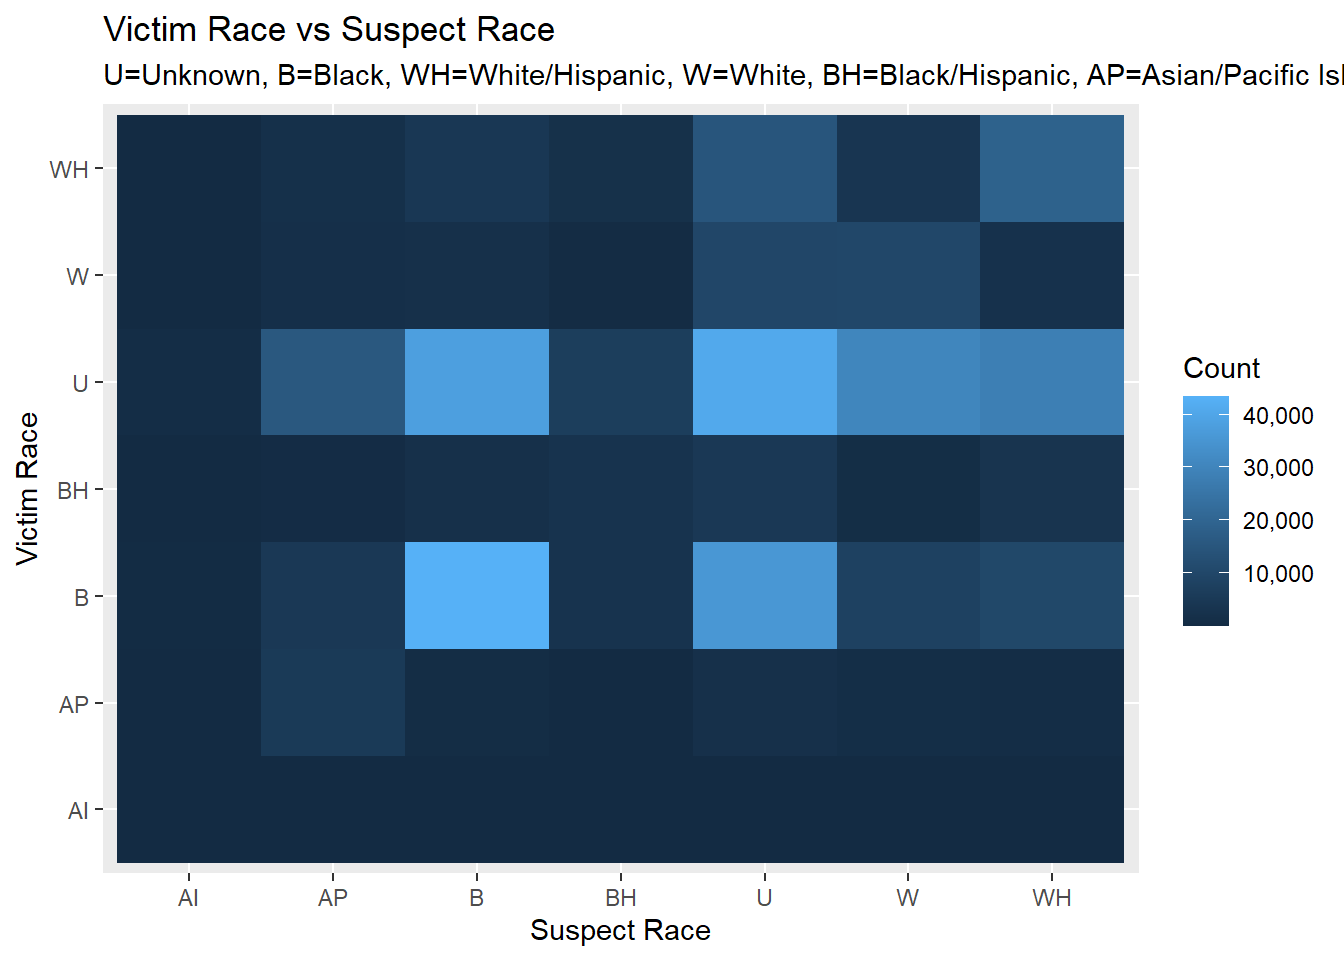 Victim Race vs Suspect Race
U=Unknown, B=Black, WH=White/Hispanic, W=White, BH=Black/Hispanic, AP=Asian/Pacific Isl
WH
W
U
BH
B
AP
AI
Victim Race
AI AP B BH U W WH
Suspect Race
Count
40,000
30,000
20,000
10,000